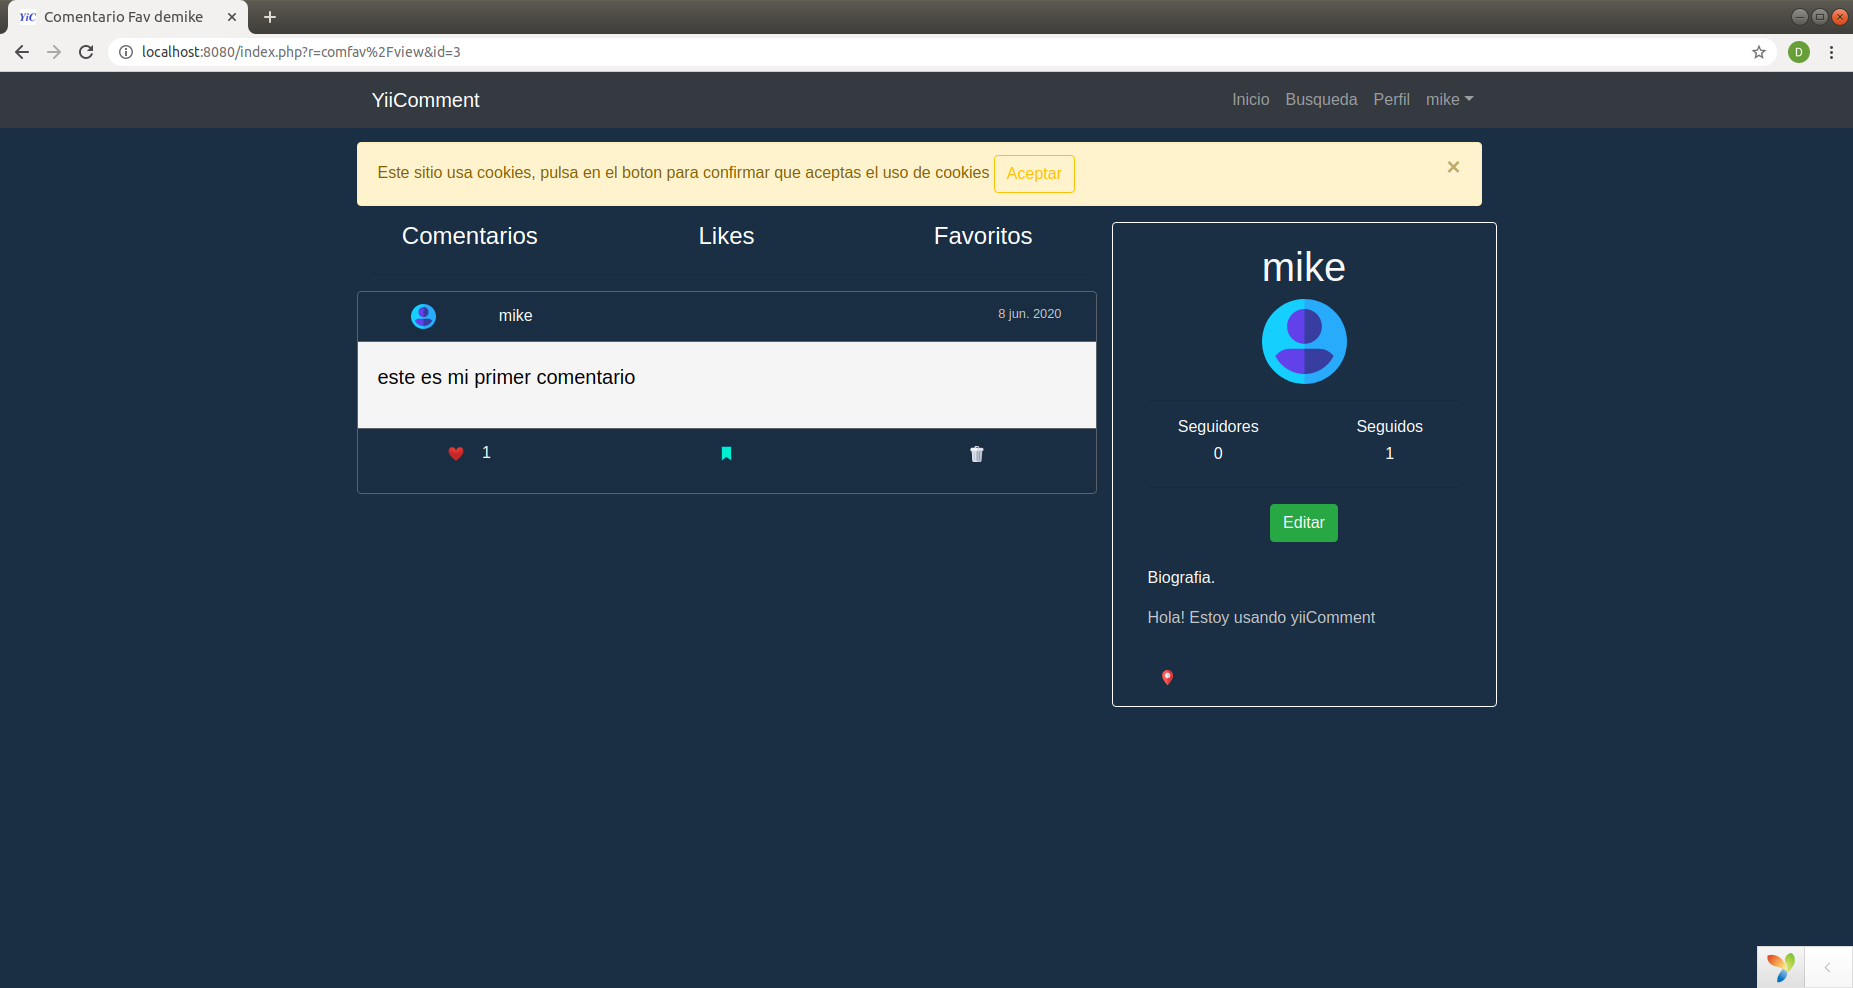 YiC Comentario Fav demike
localhost:8080/index.php?r=comfav%2Fview&id=3
D
YiiComment
Inicio Busqueda Perfil mike
Este sitio usa cookies, pulsa en el boton para confirmar que aceptas el uso de cookies Aceptar
Comentarios Likes Favoritos
mike 8 jun. 2020
este es mi primer comentario
1
mike
Seguidores Seguidos
0 1
Editar
Biografia.
Hola! Estoy usando yiiComment